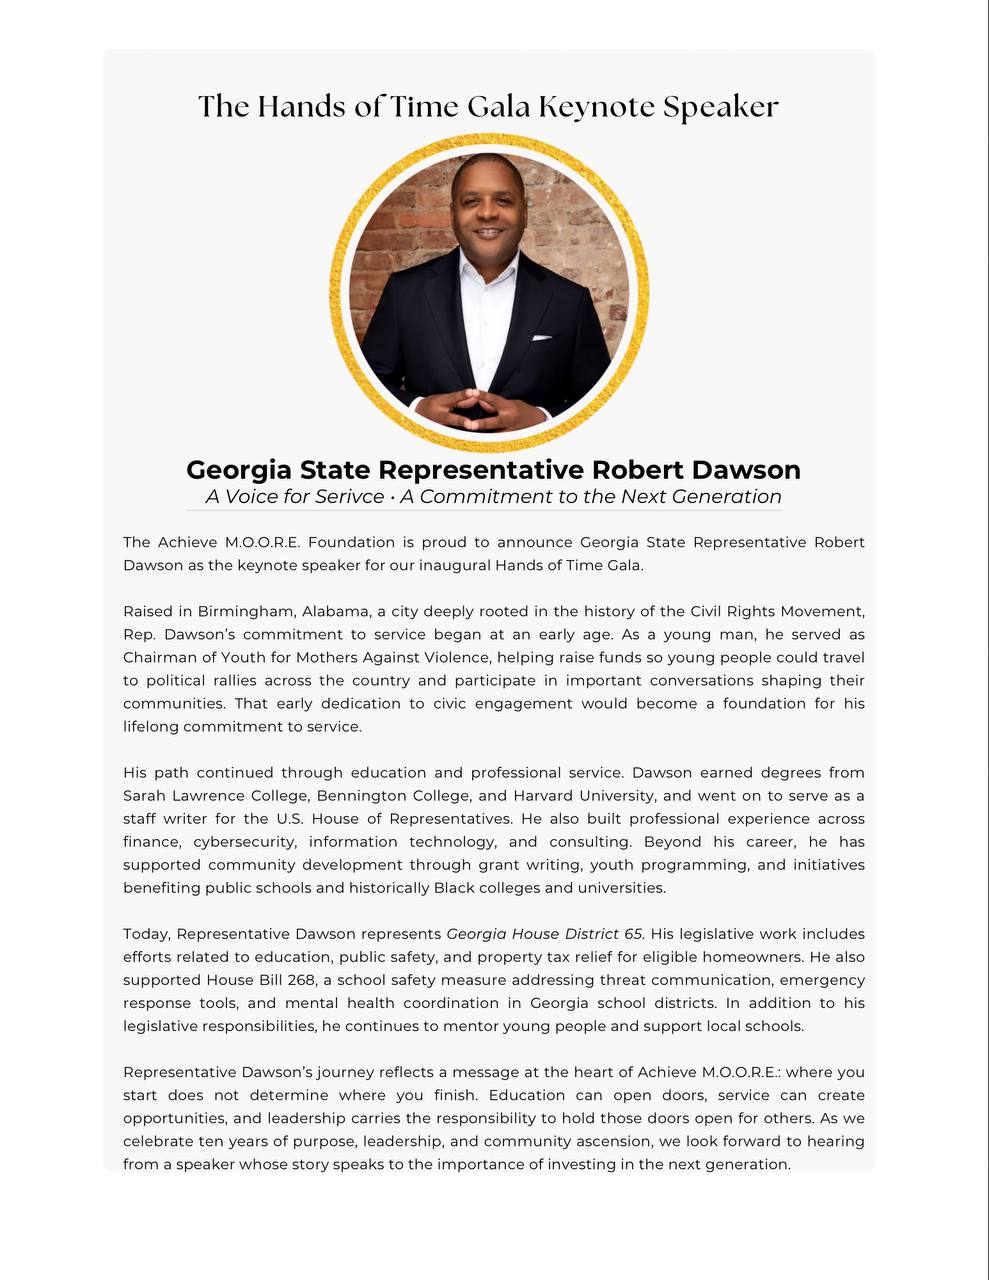 The Hands of Time Gala Keynote Speaker
Georgia State Representative Robert Dawson
A Voice for Serivce • A Commitment to the Next Generation
The Achieve M.O.O.R.E. Foundation is proud to announce Georgia State Representative Robert
Dawson as the keynote speaker for our inaugural Hands of Time Gala.
Raised in Birmingham, Alabama, a city deeply rooted in the history of the Civil Rights Movement,
Rep. Dawson’s commitment to service began at an early age. As a young man, he served as
Chairman of Youth for Mothers Against Violence, helping raise funds so young people could travel
to political rallies across the country and participate in important conversations shaping their
communities. That early dedication to civic engagement would become a foundation for his
lifelong commitment to service.
His path continued through education and professional service. Dawson earned degrees from
Sarah Lawrence College, Bennington College, and Harvard University, and went on to serve as a
staff writer for the U.S. House of Representatives. He also built professional experience across
finance, cybersecurity, information technology, and consulting. Beyond his career, he has
supported community development through grant writing, youth programming, and initiatives
benefiting public schools and historically Black colleges and universities.
Today, Representative Dawson represents Georgia House District 65. His legislative work includes
efforts related to education, public safety, and property tax relief for eligible homeowners. He also
supported House Bill 268, a school safety measure addressing threat communication, emergency
response tools, and mental health coordination in Georgia school districts. In addition to his
legislative responsibilities, he continues to mentor young people and support local schools.
Representative Dawson’s journey reflects a message at the heart of Achieve M.O.O.R.E.: where you
start does not determine where you finish. Education can open doors, service can create
opportunities, and leadership carries the responsibility to hold those doors open for others. As we
celebrate ten years of purpose, leadership, and community ascension, we look forward to hearing
from a speaker whose story speaks to the importance of investing in the next generation.